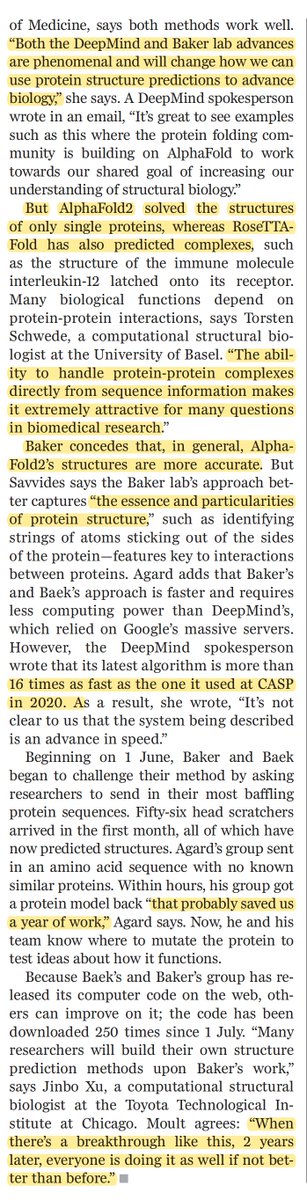 of Medicine, says both methods work well.
“Both the DeepMind and Baker lab advances
are phenomenal and will change how we can
use protein structure predictions to advance
biology,” she says. A DeepMind spokesperson
wrote in an email, “It’s great to see examples
such as this where the protein folding com-
munity is building on AlphaFold to work
towards our shared goal of increasing our
understanding of structural biology.”
But AlphaFold2 solved the structures
of only single proteins, whereas RoseTTA-
Fold has also predicted complexes, such
as the structure of the immune molecule
interleukin-12 latched onto its receptor.
Many biological functions depend on
protein-protein interactions, says Torsten
Schwede, a computational structural bio-
logist at the University of Basel. “The abil-
ity to handle protein-protein complexes
directly from sequence information makes
it extremely attractive for many questions
in biomedical research.”
Baker concedes that, in general, Alpha-
Fold2’s structures are more accurate. But
Savvides says the Baker lab’s approach bet-
ter captures “the essence and particularities
of protein structure,” such as identifying
strings of atoms sticking out of the sides
of the protein—features key to interactions
between proteins. Agard adds that Baker’s
and Baek’s approach is faster and requires
less computing power than DeepMind’s,
which relied on Google’s massive servers.
However, the DeepMind spokesperson
wrote that its latest algorithm is more than
16 times as fast as the one it used at CASP
in 2020. As a result, she wrote, “It’s not
clear to us that the system being described
is an advance in speed.”
Beginning on 1 June, Baker and Baek
began to challenge their method by asking
researchers to send in their most baffling
protein sequences. Fifty-six head scratchers
arrived in the first month, all of which have
now predicted structures. Agard’s group sent
in an amino acid sequence with no known
similar proteins. Within hours, his group got
a protein model back “that probably saved us
a year of work,” Agard says. Now, he and his
team know where to mutate the protein to
test ideas about how it functions.
Because Baek’s and Baker’s group has re-
leased its computer code on the web, oth-
ers can improve on it; the code has been
downloaded 250 times since 1 July. “Many
researchers will build their own structure
prediction methods upon Baker’s work,”
says Jinbo Xu, a computational structural
biologist at the Toyota Technological In-
stitute at Chicago. Moult agrees: “When
there’s a breakthrough like this, 2 years
later, everyone is doing it as well if not bet-
ter than before.” ■